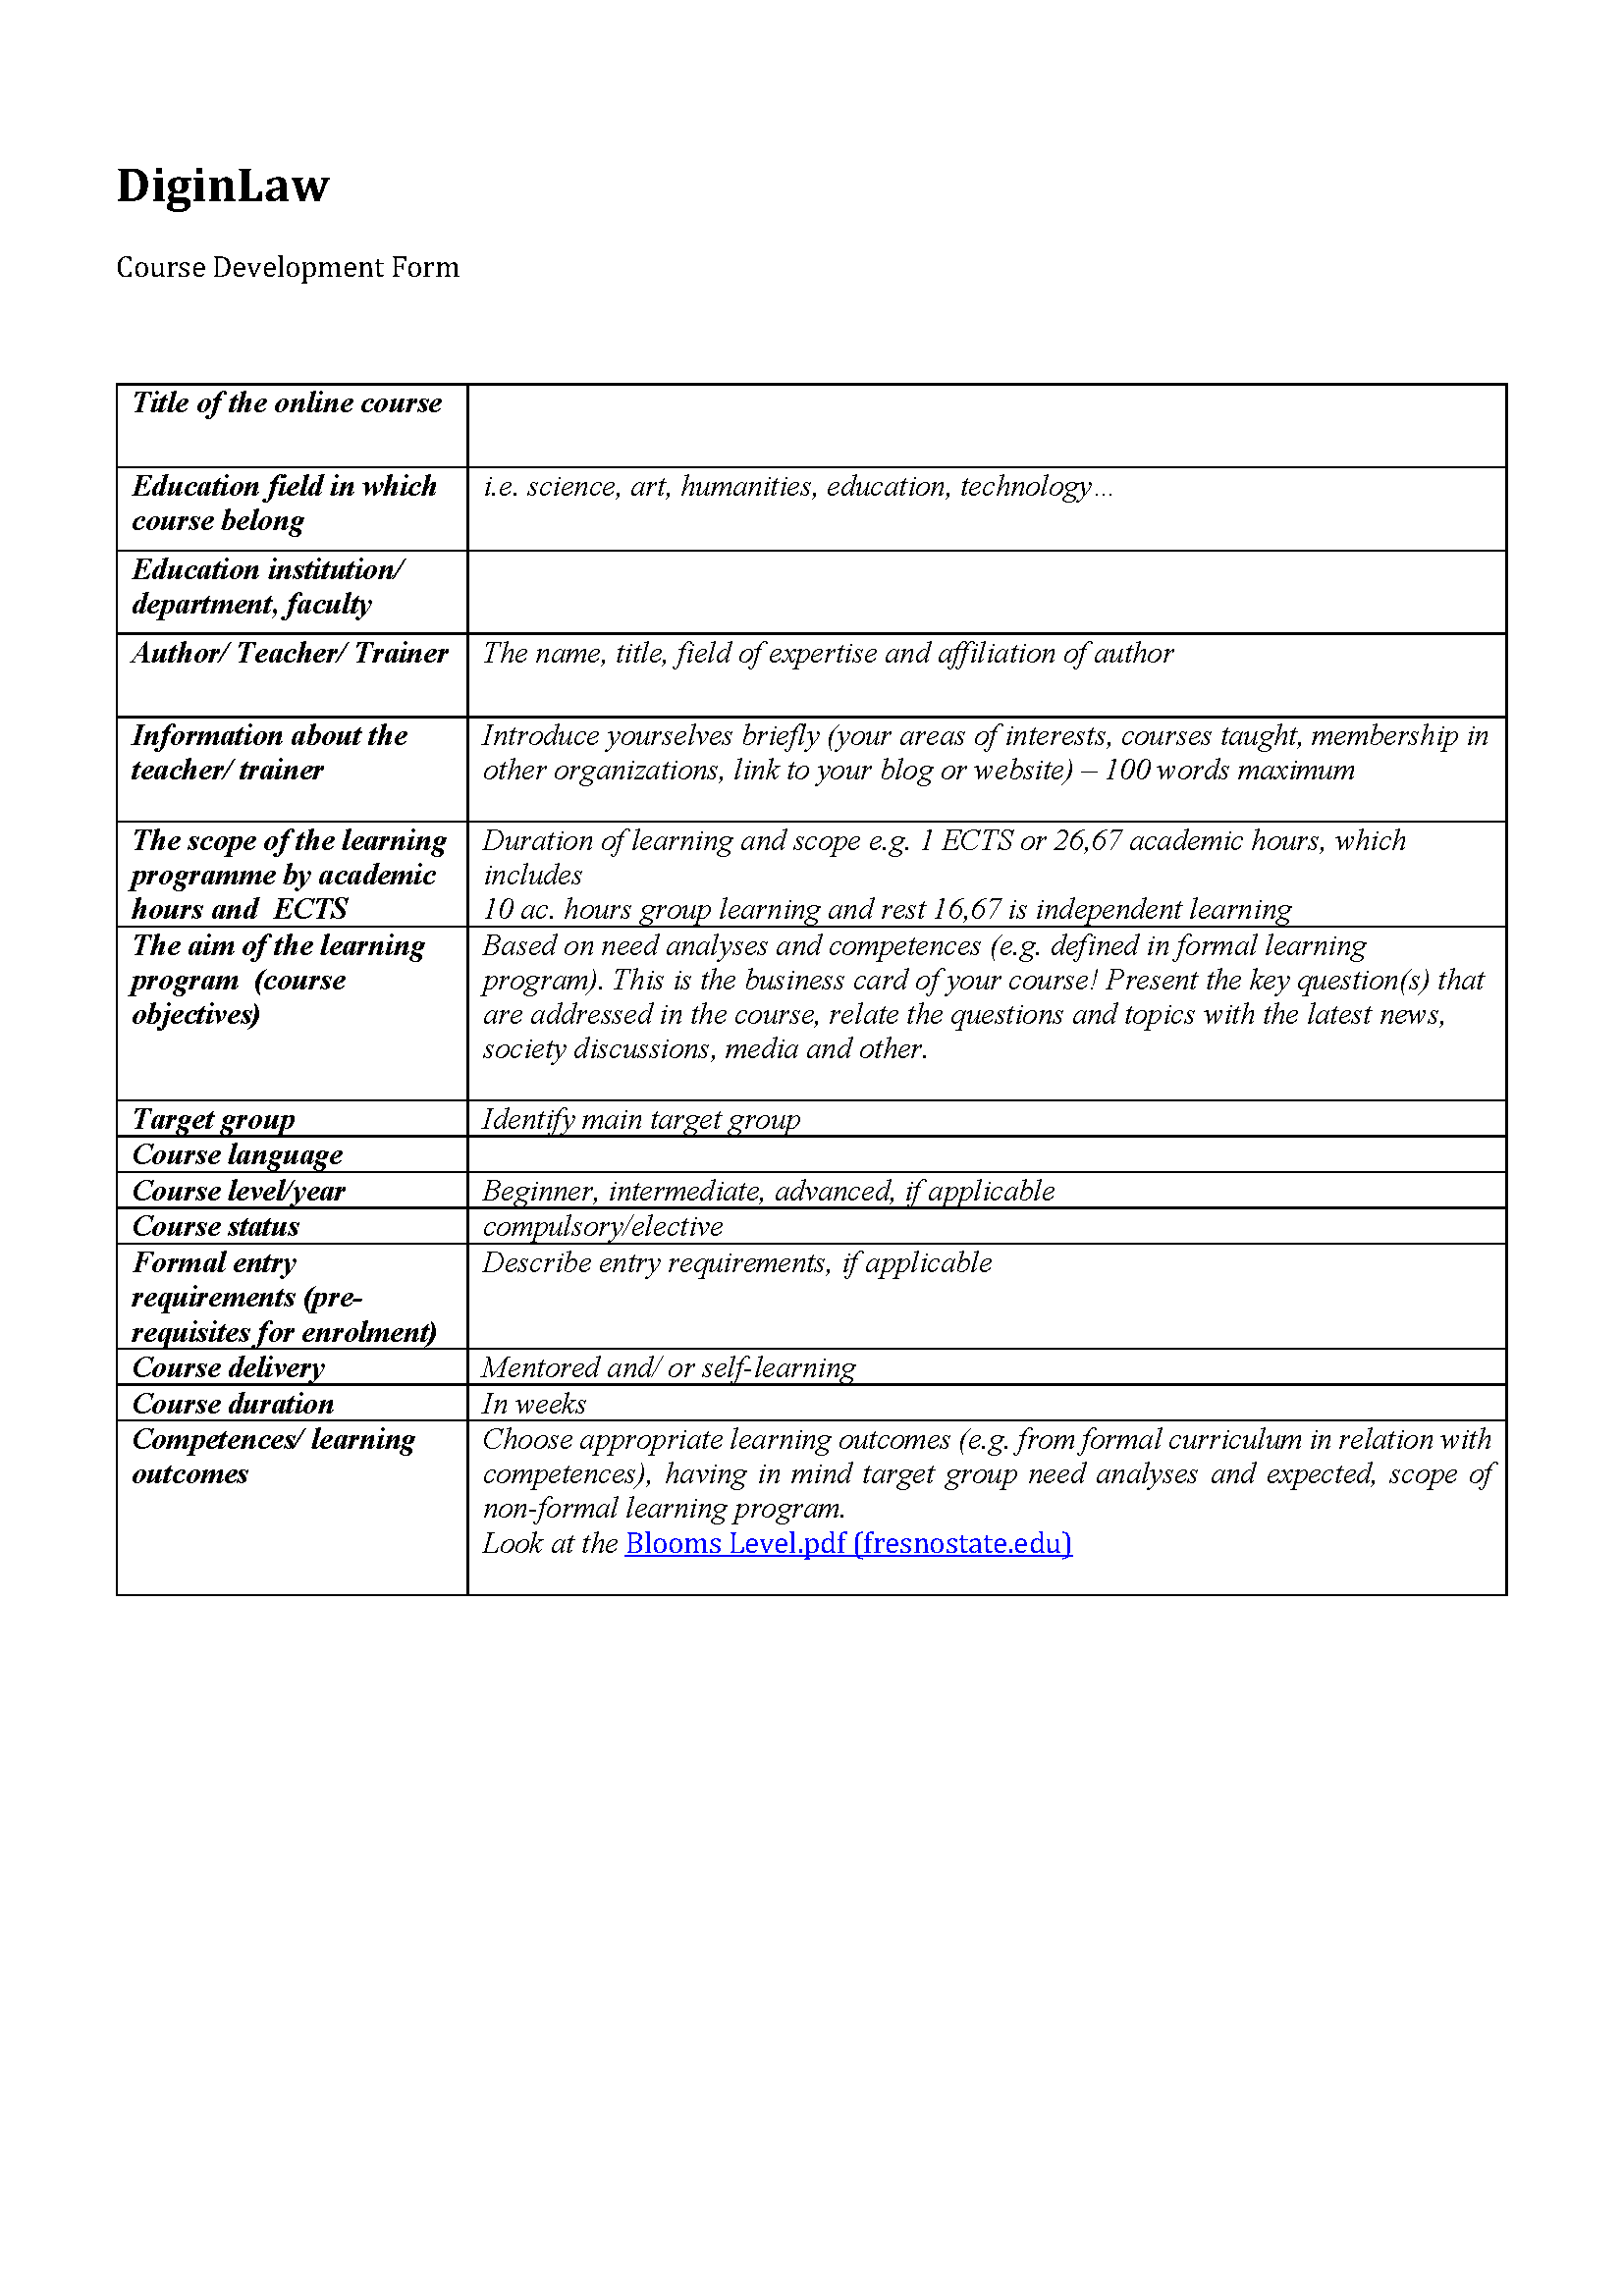 DiginLaw
Course Development Form
Title of the online course
Education field in which
course belong
i.e. science, art, humanities, education, technology…
Education institution/
department, faculty
Author/ Teacher/ Trainer
The name, title, field of expertise and affiliation of author
Information about the
teacher/ trainer
Introduce yourselves briefly (your areas of interests, courses taught, membership in
other organizations, link to your blog or website) – 100 words maximum
The scope of the learning
programme by academic
hours and  ECTS
Duration of learning and scope e.g. 1 ECTS or 26,67 academic hours, which
includes
10 ac. hours group learning and rest 16,67 is independent learning
The aim of the learning
program  (course
objectives)
Based on need analyses and competences (e.g. defined in formal learning
program). This is the business card of your course! Present the key question(s) that
are addressed in the course, relate the questions and topics with the latest news,
society discussions, media and other.
Target group
Identify main target group
Course language
Course level/year
Beginner, intermediate, advanced, if applicable
Course status
compulsory/elective
Formal entry
requirements (pre-
requisites for enrolment)
Describe entry requirements, if applicable
Course delivery
Mentored and/ or self-learning
Course duration
In weeks
Competences/ learning
outcomes
Choose appropriate learning outcomes (e.g. from formal curriculum in relation with
competences), having in mind target group need analyses and expected, scope of
non-formal learning program.
Look at the Blooms Level.pdf (fresnostate.edu)